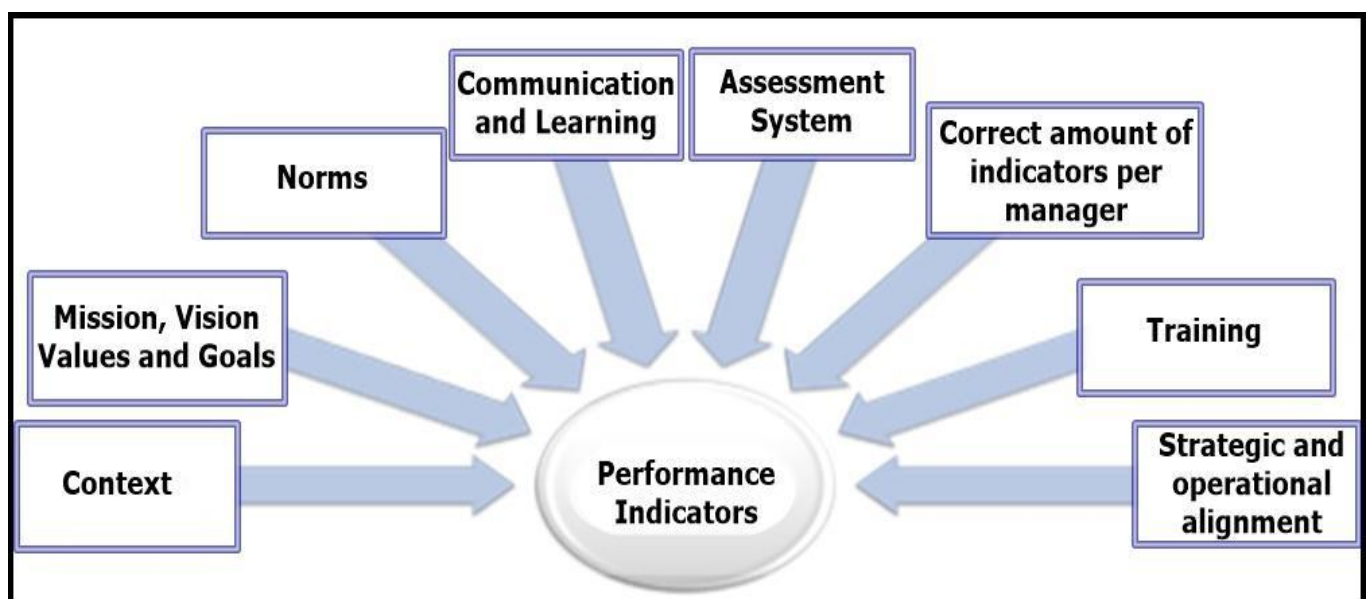 Communication
and Learning
Assessment
System
Correct amount of
indicators per
manager
Norms
Mission, Vision
Values and Goals
Training
Context
Strategic and
operational
alignment
Performance
Indicators